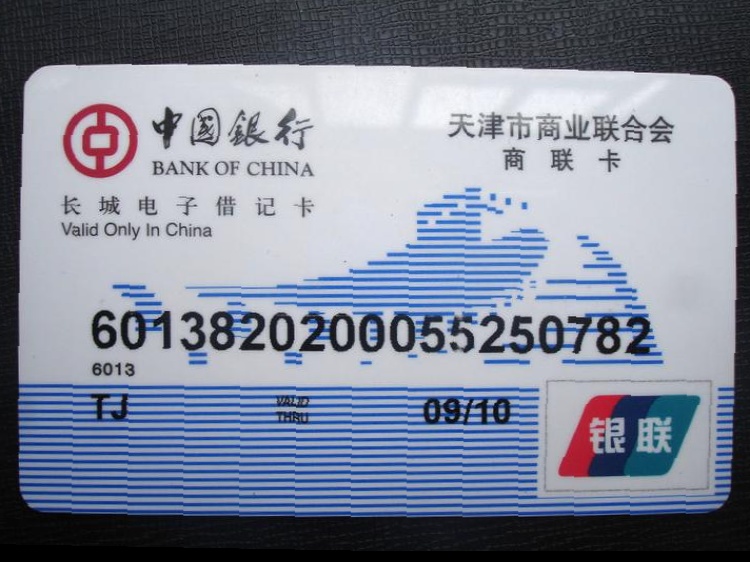 中国銀行
BANK OF CHINA
天津市商业联合会
商联卡
长城电子借记卡
Valid Only In China
6013820200055250782
6013
TJ
VALID
THRU
09/10
银联